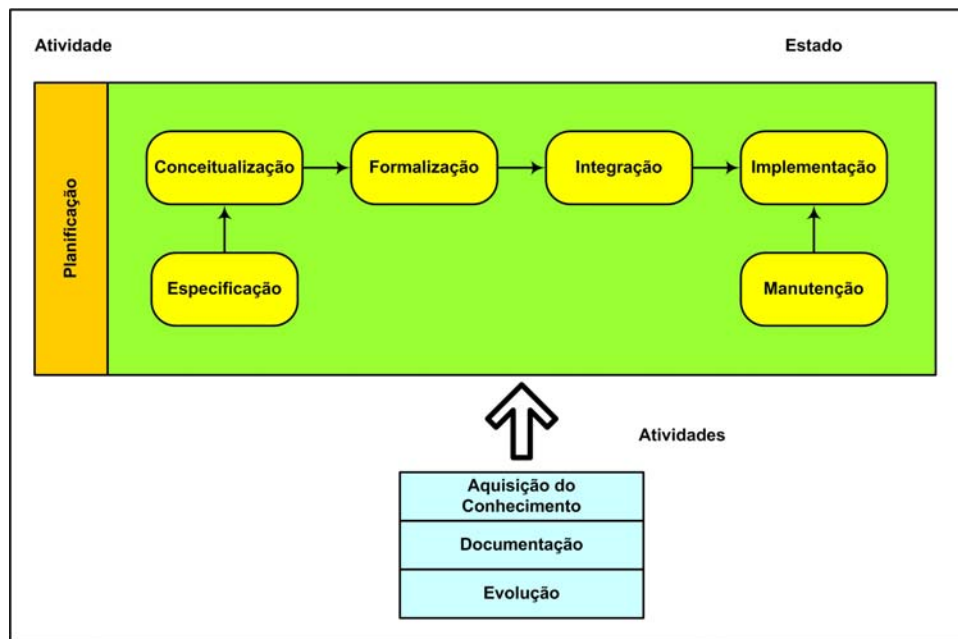 Atividade
Estado
Planificação
Conceitualização
Formalização
Integração
Implementação
Especificação
Manutenção
Atividades
Aquisição do
Conhecimento
Documentação
Evolução